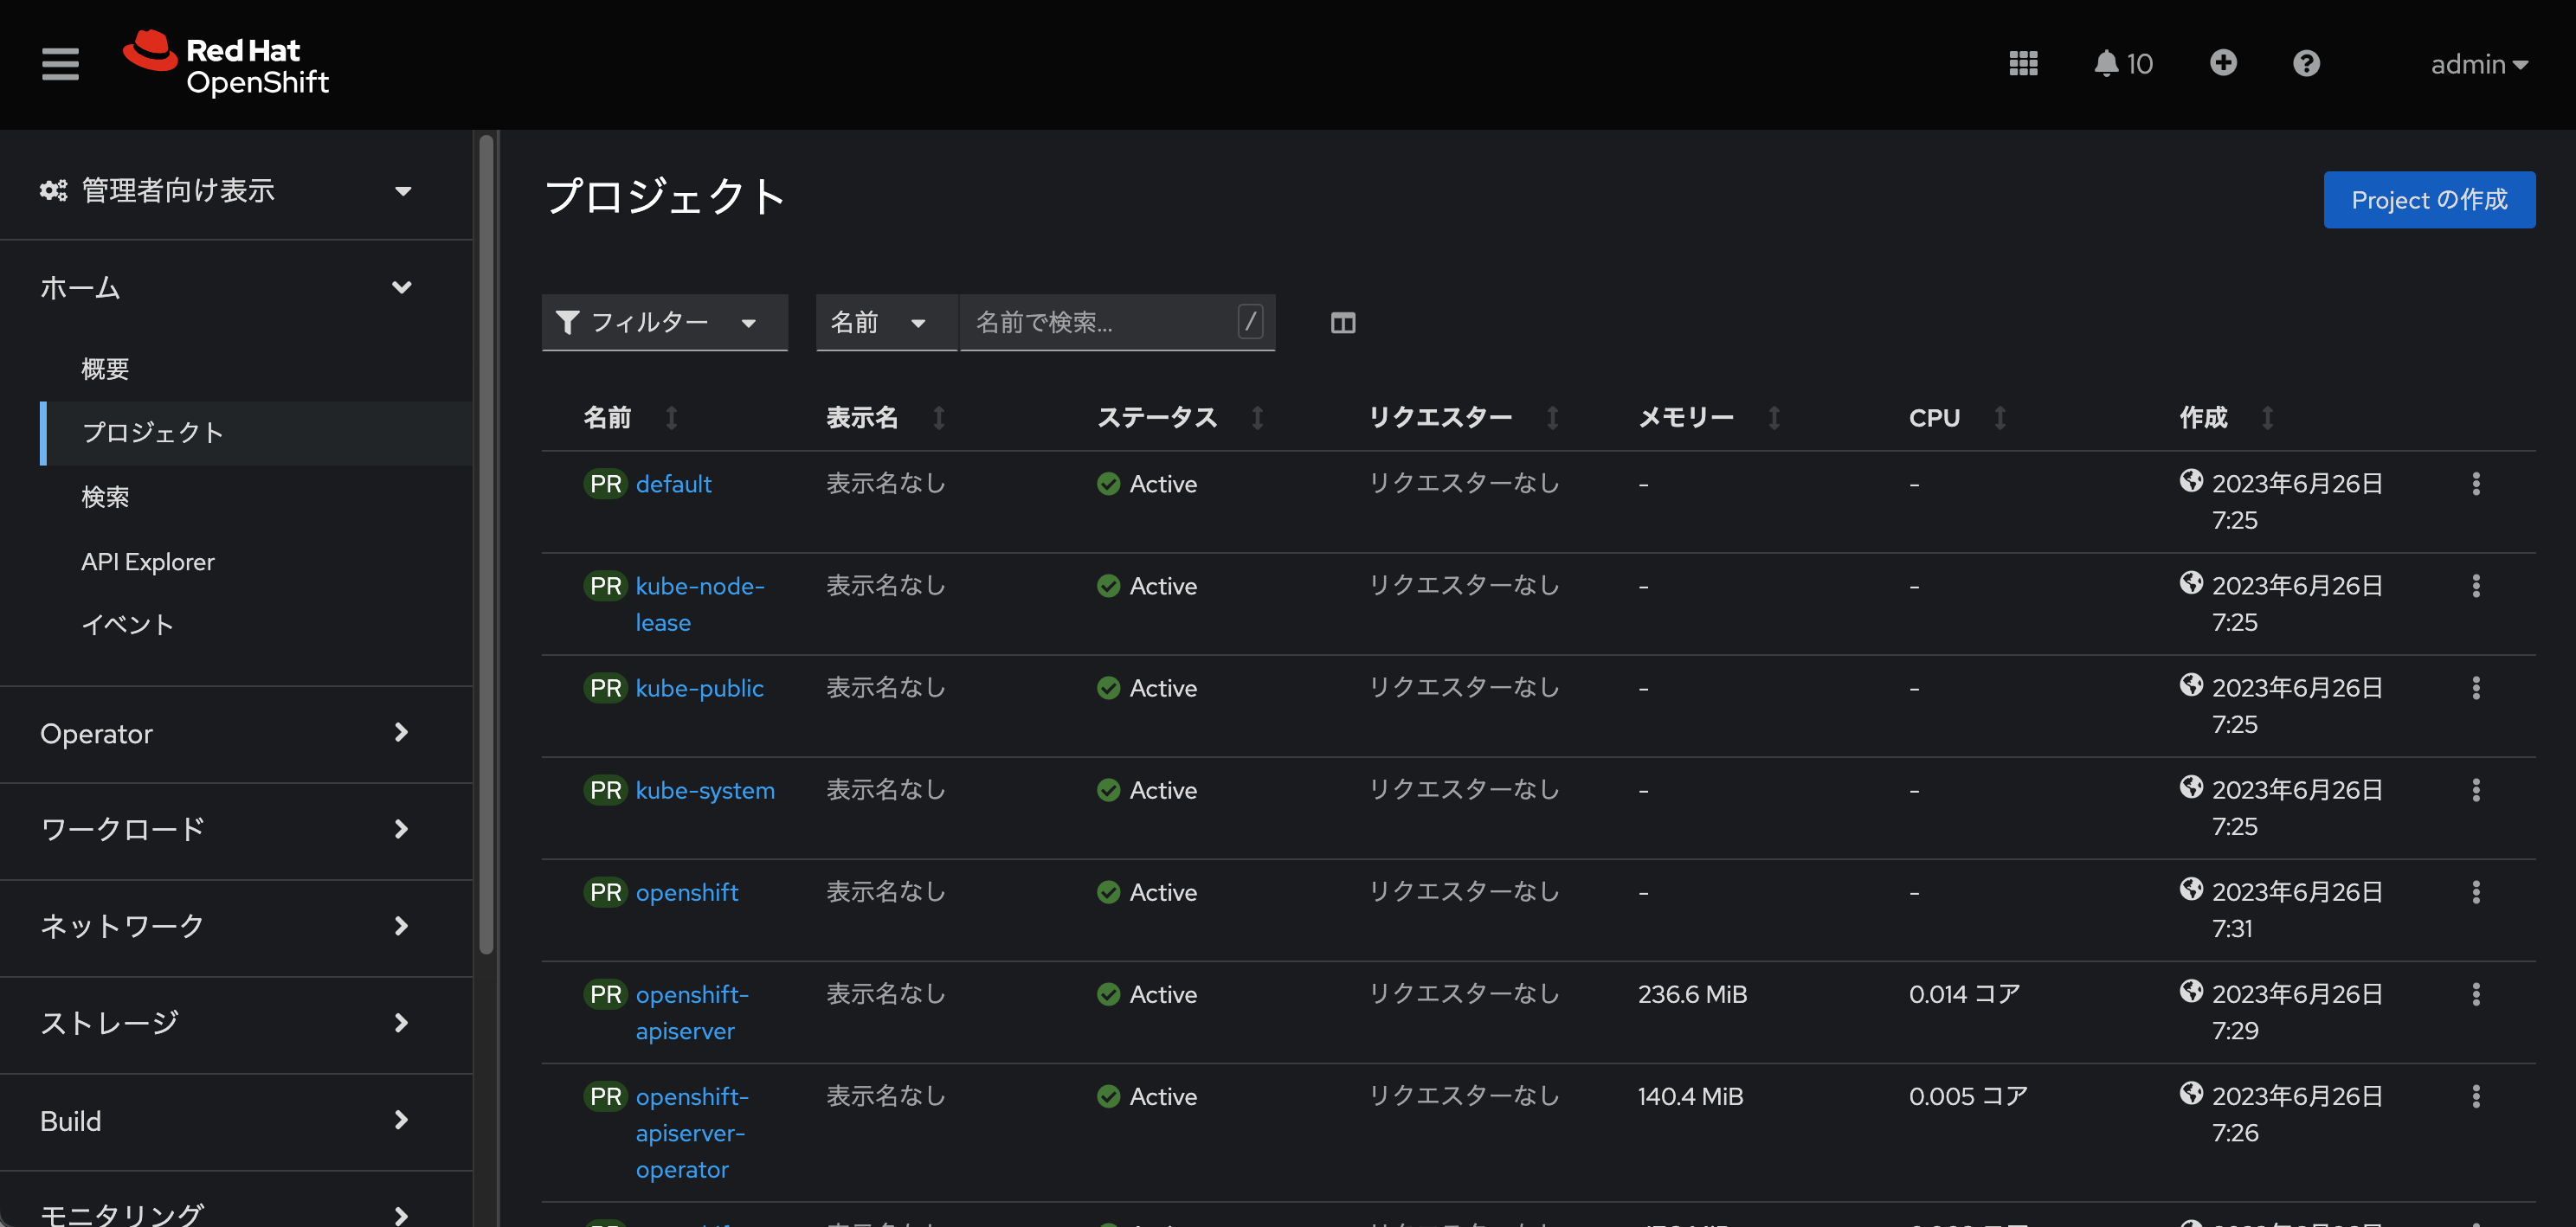 Red Hat
OpenShift
10
admin
管理者向け表示
ホーム
概要
プロジェクト
検索
API Explorer
イベント
Operator
ワークロード
ネットワーク
ストレージ
Build
モニタリング
プロジェクト
Project の作成
フィルター
名前
名前で検索...
/
名前 表示名 ステータス リクエスター メモリー CPU 作成
PR default 表示名なし Active リクエスターなし - - 2023年6月26日
7:25
PR kube-node- 表示名なし Active リクエスターなし - - 2023年6月26日
lease 7:25
PR kube-public 表示名なし Active リクエスターなし - - 2023年6月26日
7:25
PR kube-system 表示名なし Active リクエスターなし - - 2023年6月26日
7:25
PR openshift 表示名なし Active リクエスターなし - - 2023年6月26日
7:31
PR openshift- 表示名なし Active リクエスターなし 236.6 MiB 0.014 コア 2023年6月26日
apiserver 7:29
PR openshift- 表示名なし Active リクエスターなし 140.4 MiB 0.005 コア 2023年6月26日
apiserver- 7:26
operator